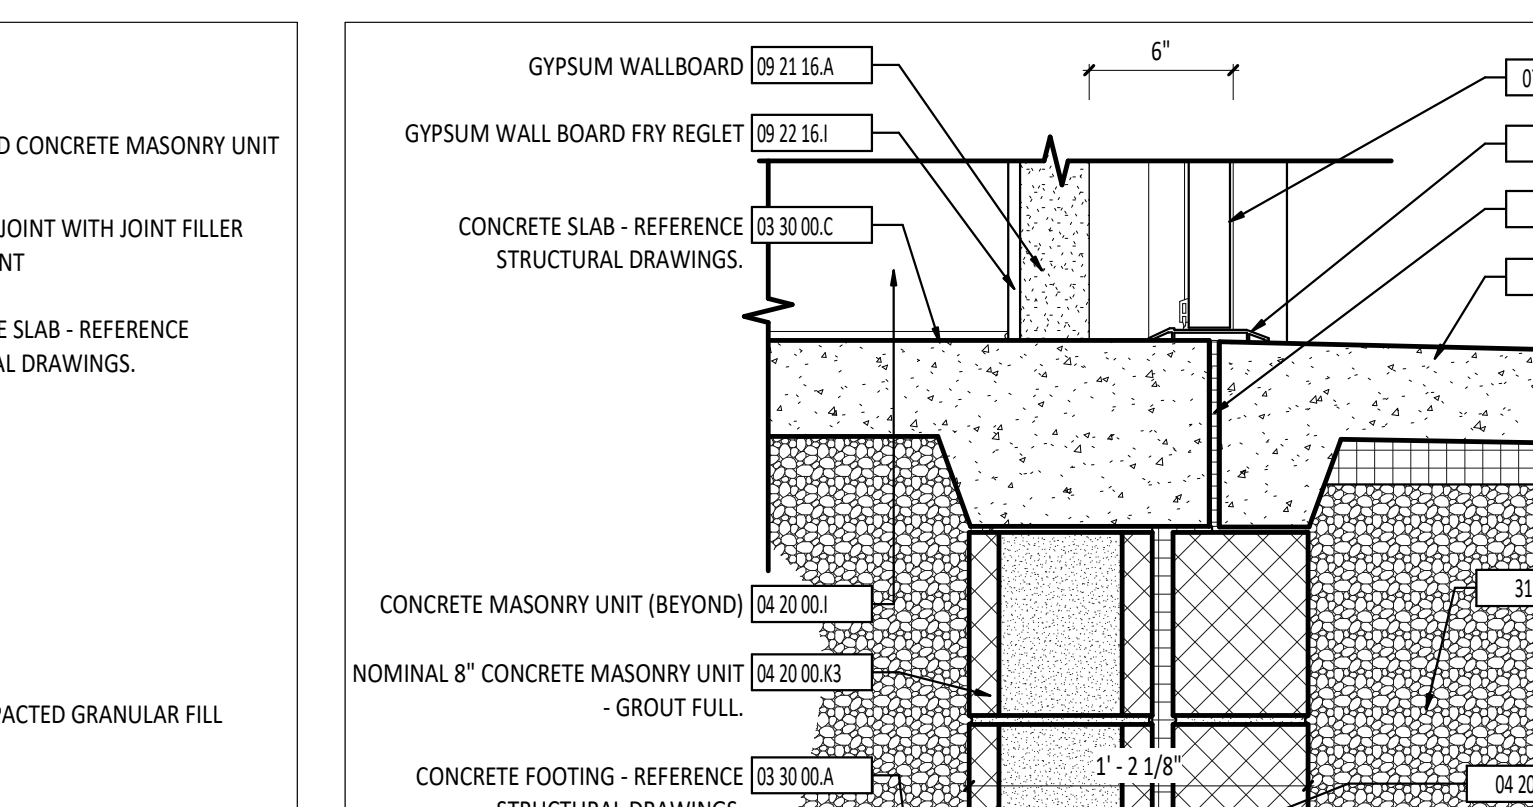 D CONCRETE MASONRY UNIT
JOINT WITH JOINT FILLER
NT
E SLAB - REFERENCE
AL DRAWINGS.
PACTED GRANULAR FILL
GYPSUM WALLBOARD 09 21 16.A
GYPSUM WALL BOARD FRY REGLET 09 22 16.I
CONCRETE SLAB - REFERENCE 03 30 00.C
STRUCTURAL DRAWINGS.
CONCRETE MASONRY UNIT (BEYOND) 04 20 00.I
NOMINAL 8" CONCRETE MASONRY UNIT 04 20 00.K3
- GROUT FULL.
CONCRETE FOOTING - REFERENCE 03 30 00.A
STRUCTURAL DRAWINGS.
6"
1' - 2 1/8"
31
04 20